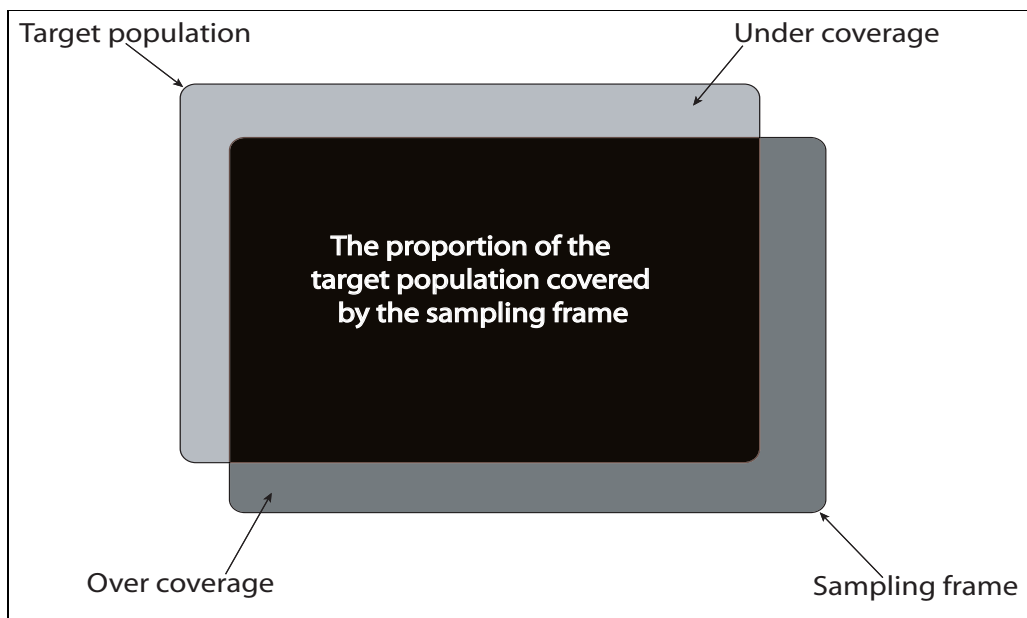 Target population
Under coverage
The proportion of the
target population covered
by the sampling frame
Over coverage
Sampling frame